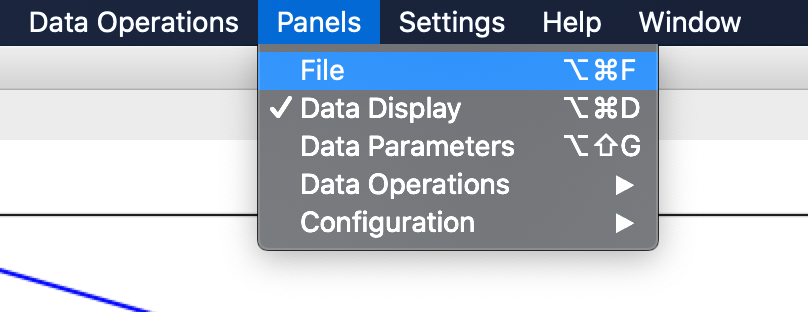 Data Operations Panels Settings Help Window
File ⌥⌘F
✓ Data Display ⌥⌘D
Data Parameters ⌥⇧G
Data Operations ▶
Configuration ▶